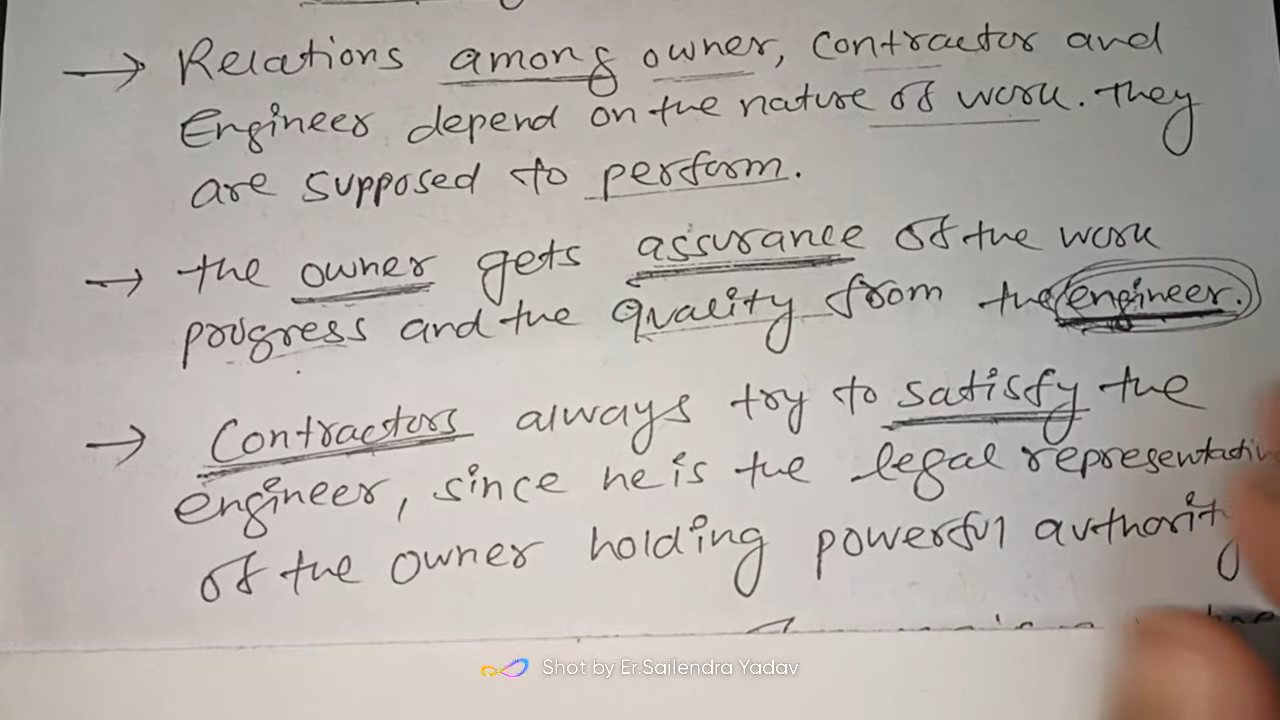 → Relations among owner, contractor and
Engineer depend on the nature of work. They
are supposed to perform.
→ the owner gets assurance of the work
progress and the quality from the engineer.
→ Contractors always try to satisfy the
engineer, since he is the legal representativ
of the owner holding powerful authorit
Shot by Er.Sailendra Yadav